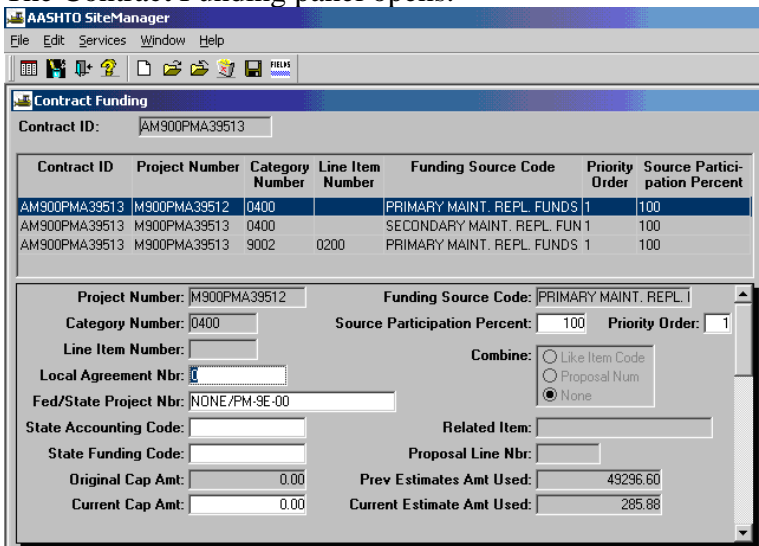 The Contract Funding panel opens.
AASHTO SiteManager
File Edit Services Window Help
FIELDS
Contract Funding
Contract ID: AM900PMA39513
Contract ID Project Number Category Number Line Item Number Funding Source Code Priority Order Source Partici-pation Percent
AM900PMA39513 M900PMA39512 0400 PRIMARY MAINT. REPL. FUNDS 1 100
AM900PMA39513 M900PMA39513 0400 SECONDARY MAINT. REPL. FUN 1 100
AM900PMA39513 M900PMA39513 9002 0200 PRIMARY MAINT. REPL. FUNDS 1 100
Project Number: M900PMA39512 Funding Source Code: PRIMARY MAINT. REPL.
Category Number: 0400 Source Participation Percent: 100 Priority Order: 1
Line Item Number: Combine: Like Item Code
Proposal Num
None
Local Agreement Nbr: 0
Fed/State Project Nbr: NONE/PM-9E-00
State Accounting Code: Related Item:
State Funding Code: Proposal Line Nbr:
Original Cap Amt: 0.00 Prev Estimates Amt Used: 49296.60
Current Cap Amt: 0.00 Current Estimate Amt Used: 285.88